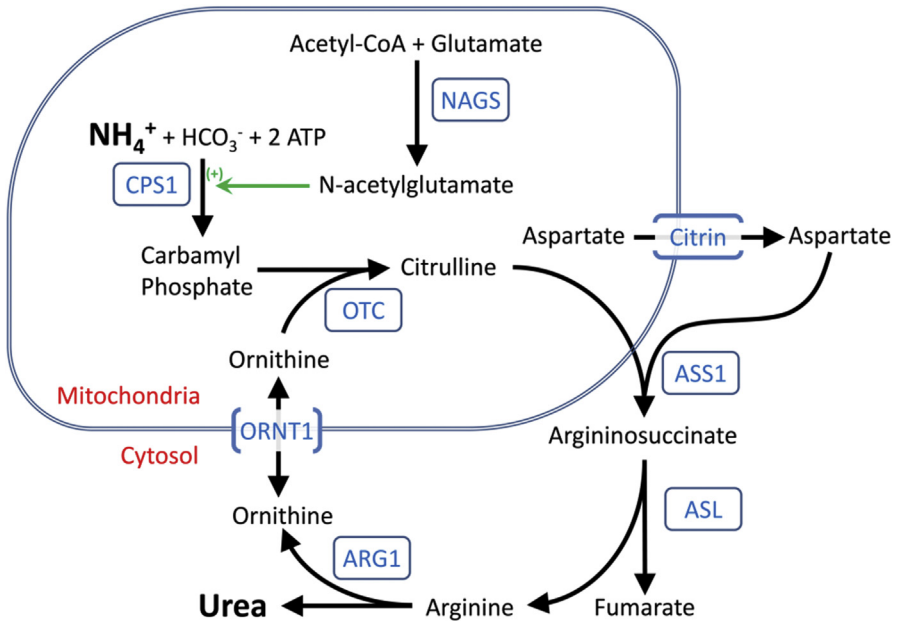 Acetyl-CoA + Glutamate
NAGS
NH₄⁺ + HCO₃⁻ + 2 ATP
(+)
CPS1
N-acetylglutamate
Aspartate
Citrin
Aspartate
Carbamyl
Phosphate
Citrulline
OTC
Ornithine
ASS1
Mitochondria
ORNT1
Argininosuccinate
Cytosol
ASL
Ornithine
ARG1
Urea
Arginine
Fumarate